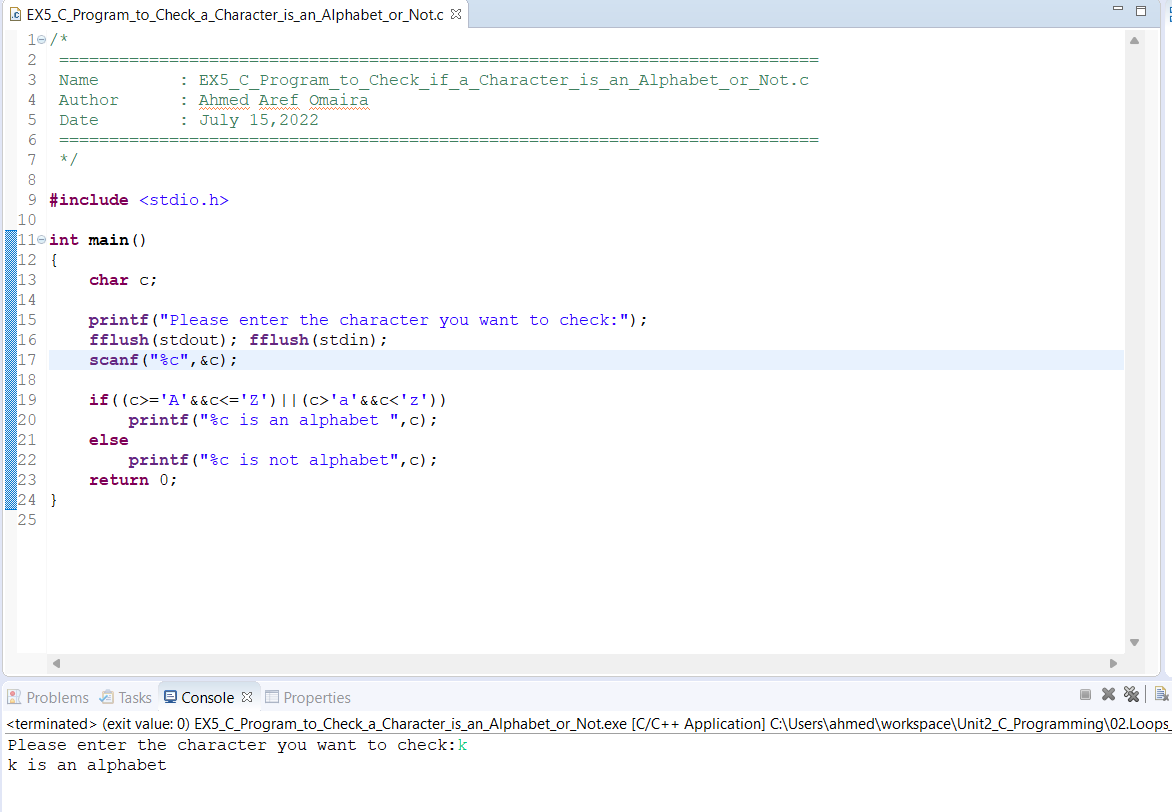 EX5_C_Program_to_Check_a_Character_is_an_Alphabet_or_Not.c
1 /*
2 ============================================================================
3 Name        : EX5_C_Program_to_Check_if_a_Character_is_an_Alphabet_or_Not.c
4 Author      : Ahmed Aref Omaira
5 Date        : July 15,2022
6 ============================================================================
7 */
8
9 #include <stdio.h>
10
11 int main()
12 {
13     char c;
14
15     printf("Please enter the character you want to check:");
16     fflush(stdout); fflush(stdin);
17     scanf("%c",&c);
18
19     if((c>='A'&&c<='Z')||(c>'a'&&c<'z'))
20         printf("%c is an alphabet ",c);
21     else
22         printf("%c is not alphabet",c);
23     return 0;
24 }
25
Problems Tasks Console Properties
<terminated> (exit value: 0) EX5_C_Program_to_Check_a_Character_is_an_Alphabet_or_Not.exe [C/C++ Application] C:\Users\ahmed\workspace\Unit2_C_Programming\02.Loops_
Please enter the character you want to check:k
k is an alphabet